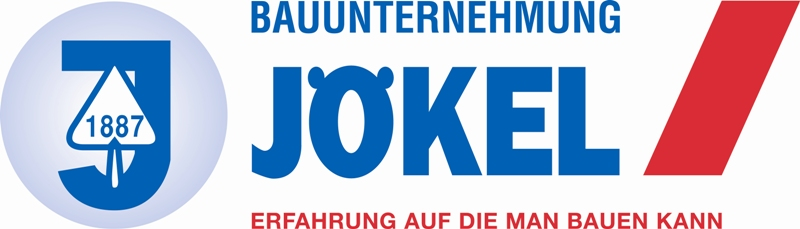 J
1887
BAUUNTERNEHMUNG
JÖKEL
ERFAHRUNG AUF DIE MAN BAUEN KANN